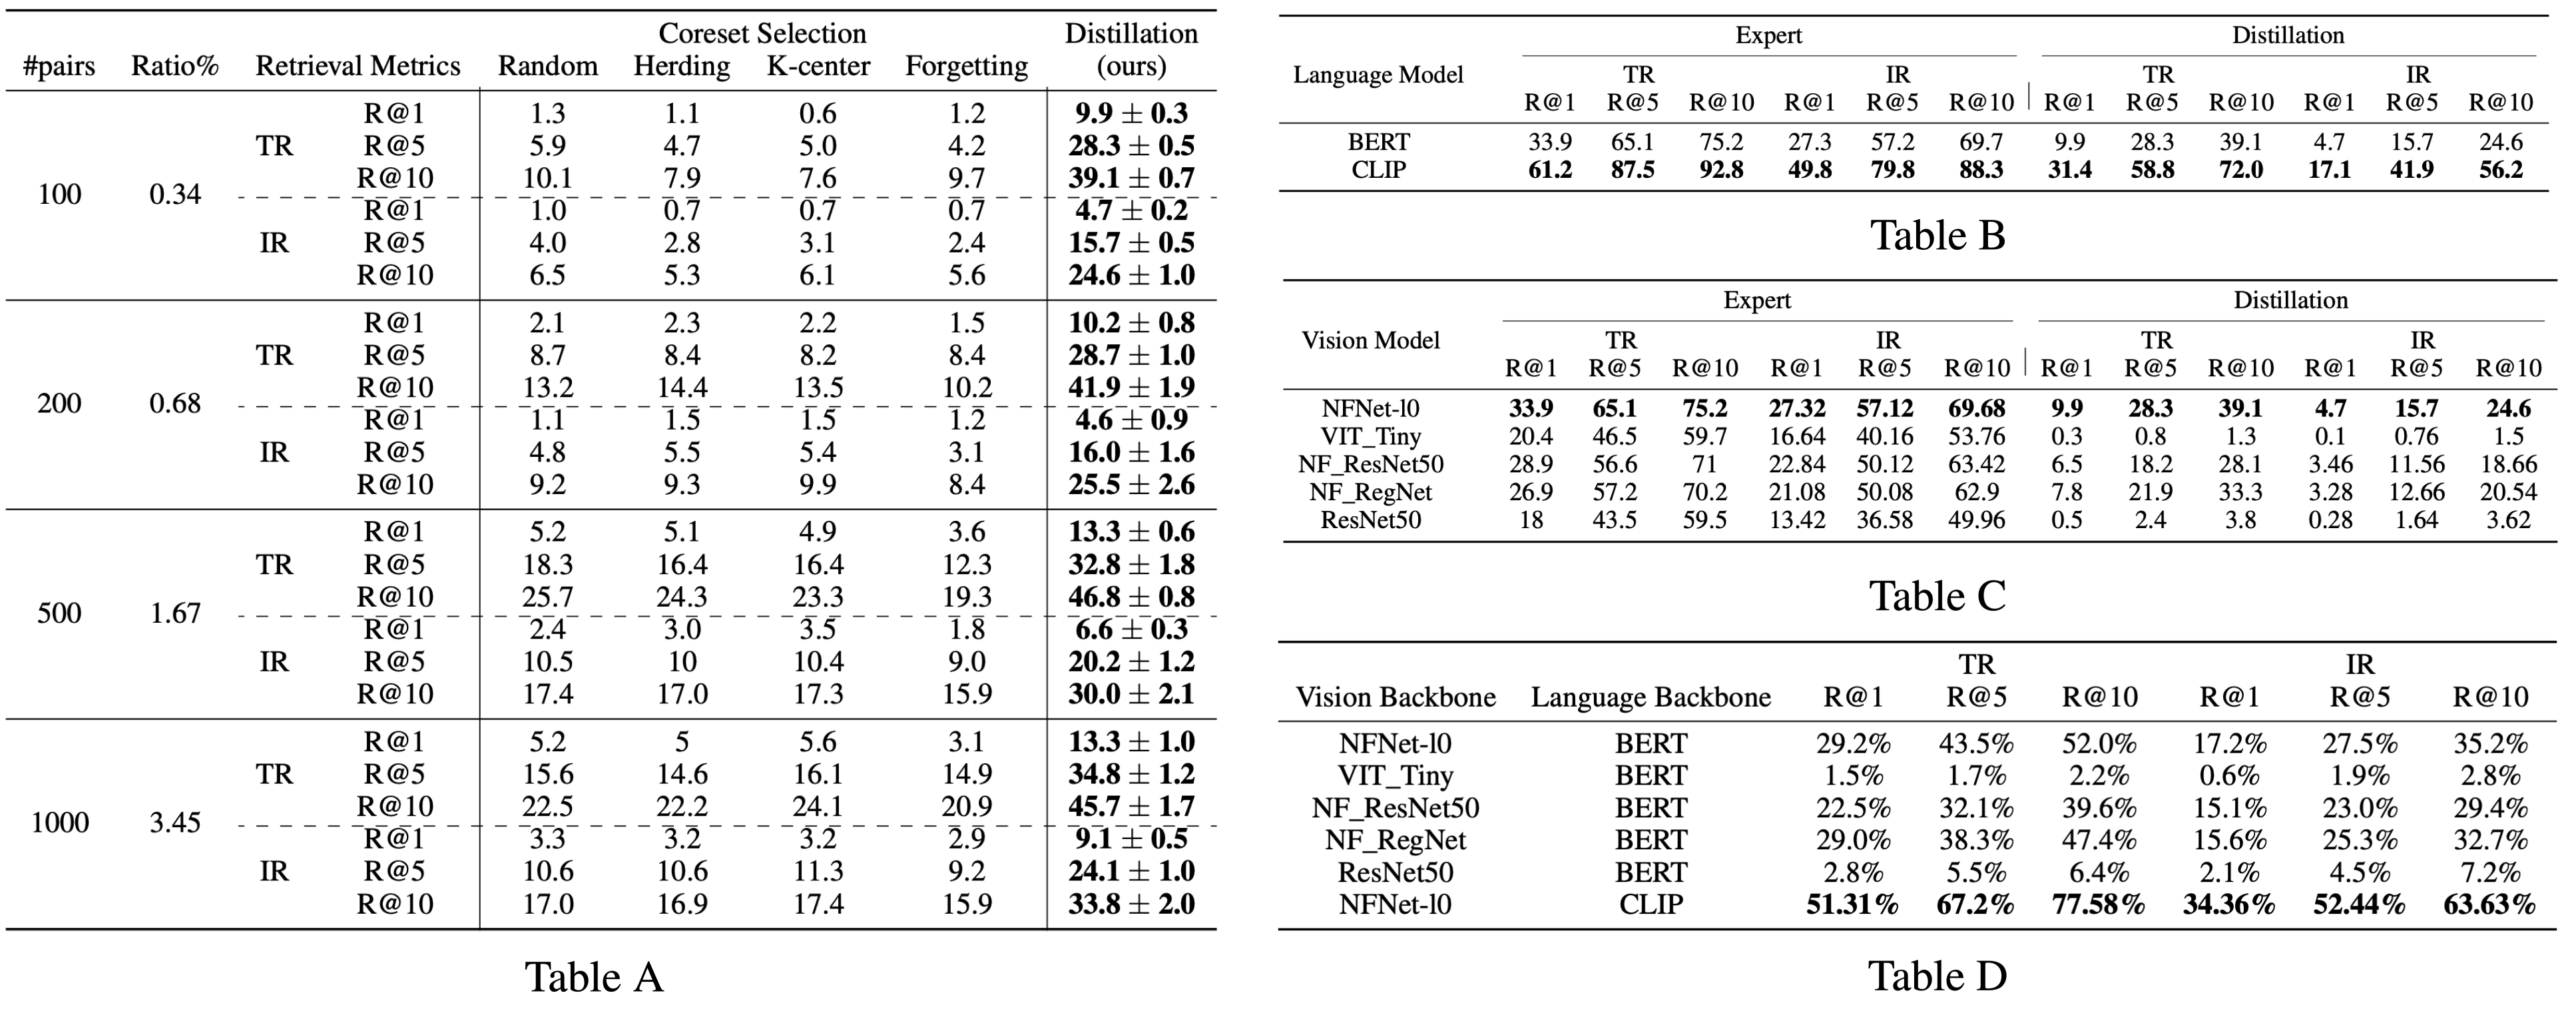 #pairs Ratio% Retrieval Metrics Coreset Selection Distillation
Random Herding K-center Forgetting (ours)
R@1 1.3 1.1 0.6 1.2 9.9 ± 0.3
TR R@5 5.9 4.7 5.0 4.2 28.3 ± 0.5
R@10 10.1 7.9 7.6 9.7 39.1 ± 0.7
100 0.34
R@1 1.0 0.7 0.7 0.7 4.7 ± 0.2
IR R@5 4.0 2.8 3.1 2.4 15.7 ± 0.5
R@10 6.5 5.3 6.1 5.6 24.6 ± 1.0
R@1 2.1 2.3 2.2 1.5 10.2 ± 0.8
TR R@5 8.7 8.4 8.2 8.4 28.7 ± 1.0
R@10 13.2 14.4 13.5 10.2 41.9 ± 1.9
200 0.68
R@1 1.1 1.5 1.5 1.2 4.6 ± 0.9
IR R@5 4.8 5.5 5.4 3.1 16.0 ± 1.6
R@10 9.2 9.3 9.9 8.4 25.5 ± 2.6
R@1 5.2 5.1 4.9 3.6 13.3 ± 0.6
TR R@5 18.3 16.4 16.4 12.3 32.8 ± 1.8
R@10 25.7 24.3 23.3 19.3 46.8 ± 0.8
500 1.67
R@1 2.4 3.0 3.5 1.8 6.6 ± 0.3
IR R@5 10.5 10 10.4 9.0 20.2 ± 1.2
R@10 17.4 17.0 17.3 15.9 30.0 ± 2.1
R@1 5.2 5 5.6 3.1 13.3 ± 1.0
TR R@5 15.6 14.6 16.1 14.9 34.8 ± 1.2
R@10 22.5 22.2 24.1 20.9 45.7 ± 1.7
1000 3.45
R@1 3.3 3.2 3.2 2.9 9.1 ± 0.5
IR R@5 10.6 10.6 11.3 9.2 24.1 ± 1.0
R@10 17.0 16.9 17.4 15.9 33.8 ± 2.0
Table A
Expert Distillation
Language Model TR IR TR IR
R@1 R@5 R@10 R@1 R@5 R@10 R@1 R@5 R@10 R@1 R@5 R@10
BERT 33.9 65.1 75.2 27.3 57.2 69.7 9.9 28.3 39.1 4.7 15.7 24.6
CLIP 61.2 87.5 92.8 49.8 79.8 88.3 31.4 58.8 72.0 17.1 41.9 56.2
Table B
Expert Distillation
Vision Model TR IR TR IR
R@1 R@5 R@10 R@1 R@5 R@10 R@1 R@5 R@10 R@1 R@5 R@10
NFNet-l0 33.9 65.1 75.2 27.32 57.12 69.68 9.9 28.3 39.1 4.7 15.7 24.6
VIT_Tiny 20.4 46.5 59.7 16.64 40.16 53.76 0.3 0.8 1.3 0.1 0.76 1.5
NF_ResNet50 28.9 56.6 71 22.84 50.12 63.42 6.5 18.2 28.1 3.46 11.56 18.66
NF_RegNet 26.9 57.2 70.2 21.08 50.08 62.9 7.8 21.9 33.3 3.28 12.66 20.54
ResNet50 18 43.5 59.5 13.42 36.58 49.96 0.5 2.4 3.8 0.28 1.64 3.62
Table C
TR IR
Vision Backbone Language Backbone R@1 R@5 R@10 R@1 R@5 R@10
NFNet-l0 BERT 29.2% 43.5% 52.0% 17.2% 27.5% 35.2%
VIT_Tiny BERT 1.5% 1.7% 2.2% 0.6% 1.9% 2.8%
NF_ResNet50 BERT 22.5% 32.1% 39.6% 15.1% 23.0% 29.4%
NF_RegNet BERT 29.0% 38.3% 47.4% 15.6% 25.3% 32.7%
ResNet50 BERT 2.8% 5.5% 6.4% 2.1% 4.5% 7.2%
NFNet-l0 CLIP 51.31% 67.2% 77.58% 34.36% 52.44% 63.63%
Table D